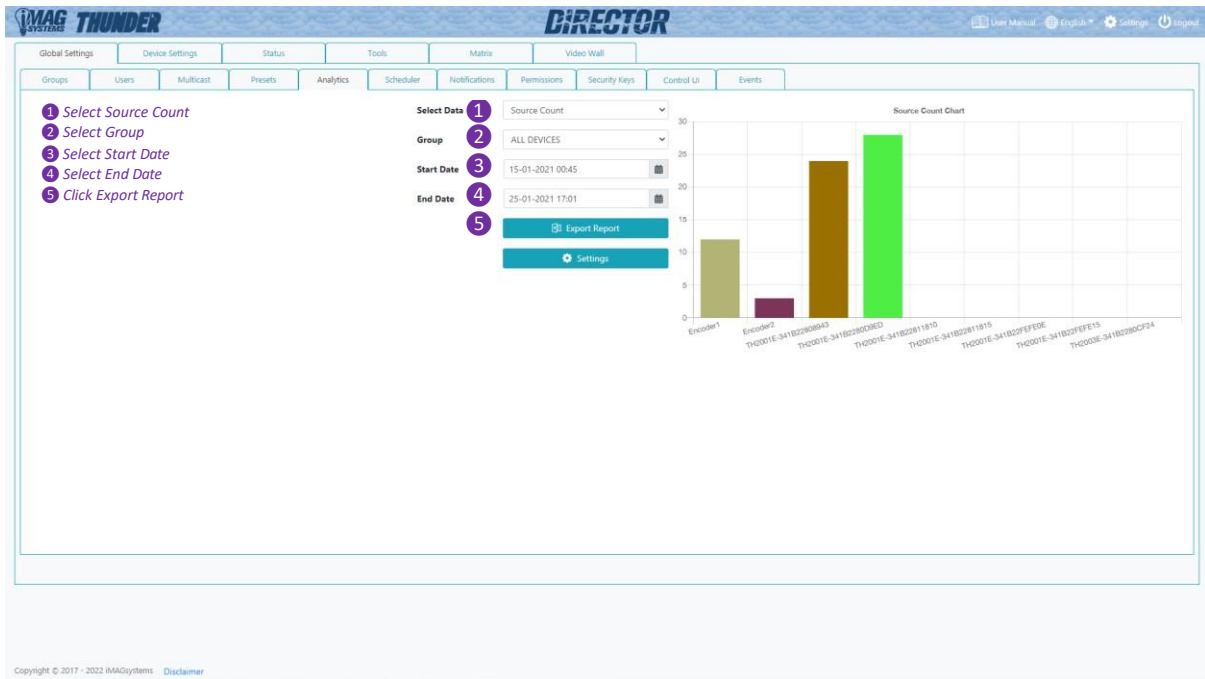 iMAG SYSTEMS THUNDER
DiRECTOR
User Manual English Settings Logout
Global Settings Device Settings Status Tools Matrix Video Wall
Groups Users Multicast Presets Analytics Scheduler Notifications Permissions Security Keys Control UI Events
1 Select Source Count
2 Select Group
3 Select Start Date
4 Select End Date
5 Click Export Report
Select Data 1 Source Count
Group 2 ALL DEVICES
Start Date 3 15-01-2021 00:45
End Date 4 25-01-2021 17:01
5 Export Report
Settings
Source Count Chart
30
25
20
15
10
5
0
Encoder1
Encoder2
TH2001E-341B22808943
TH2001E-341B2280D9ED
TH2001E-341B22811810
TH2001E-341B22811815
TH2001E-341B22FEFE0E
TH2001E-341B22FEFE15
TH2003E-341B2280CF24
Copyright © 2017 - 2022 iMAGsystems Disclaimer